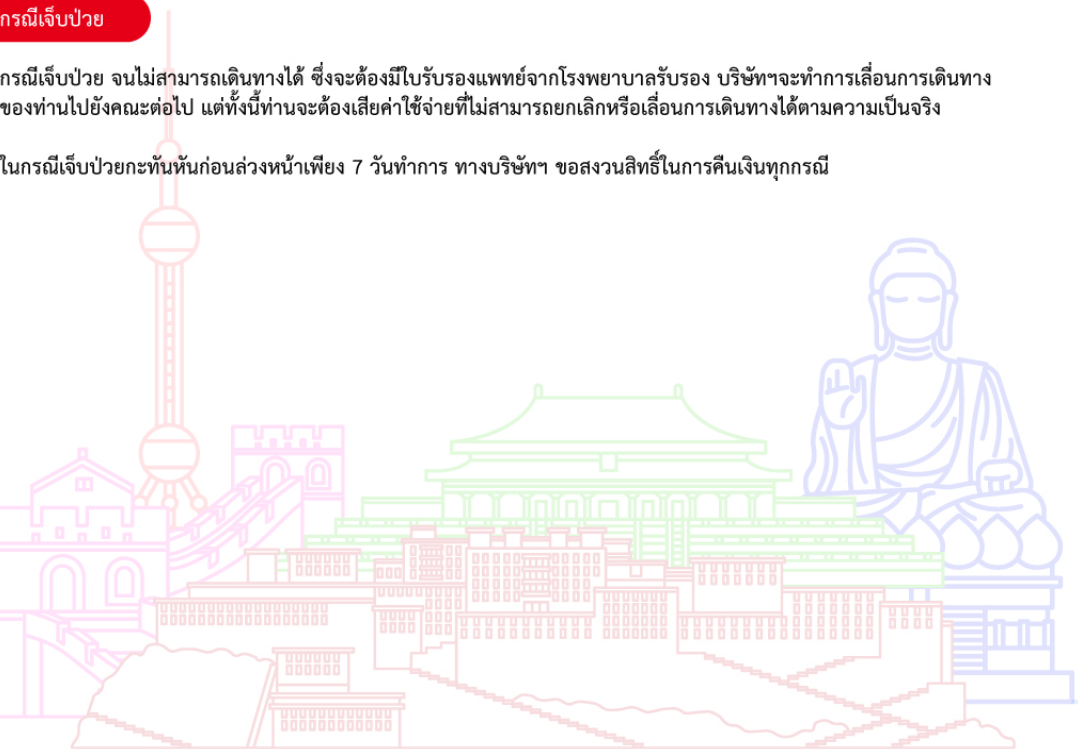 กรณีเจ็บป่วย
กรณีเจ็บป่วย จนไม่สามารถเดินทางได้ ซึ่งจะต้องมีใบรับรองแพทย์จากโรงพยาบาลรับรอง บริษัทฯจะทำการเลื่อนการเดินทาง
ของท่านไปยังคณะต่อไป แต่ทั้งนี้ท่านจะต้องเสียค่าใช้จ่ายที่ไม่สามารถยกเลิกหรือเลื่อนการเดินทางได้ตามความเป็นจริง
ในกรณีเจ็บป่วยกะทันหันก่อนล่วงหน้าเพียง 7 วันทำการ ทางบริษัทฯ ขอสงวนสิทธิ์ในการคืนเงินทุกกรณี